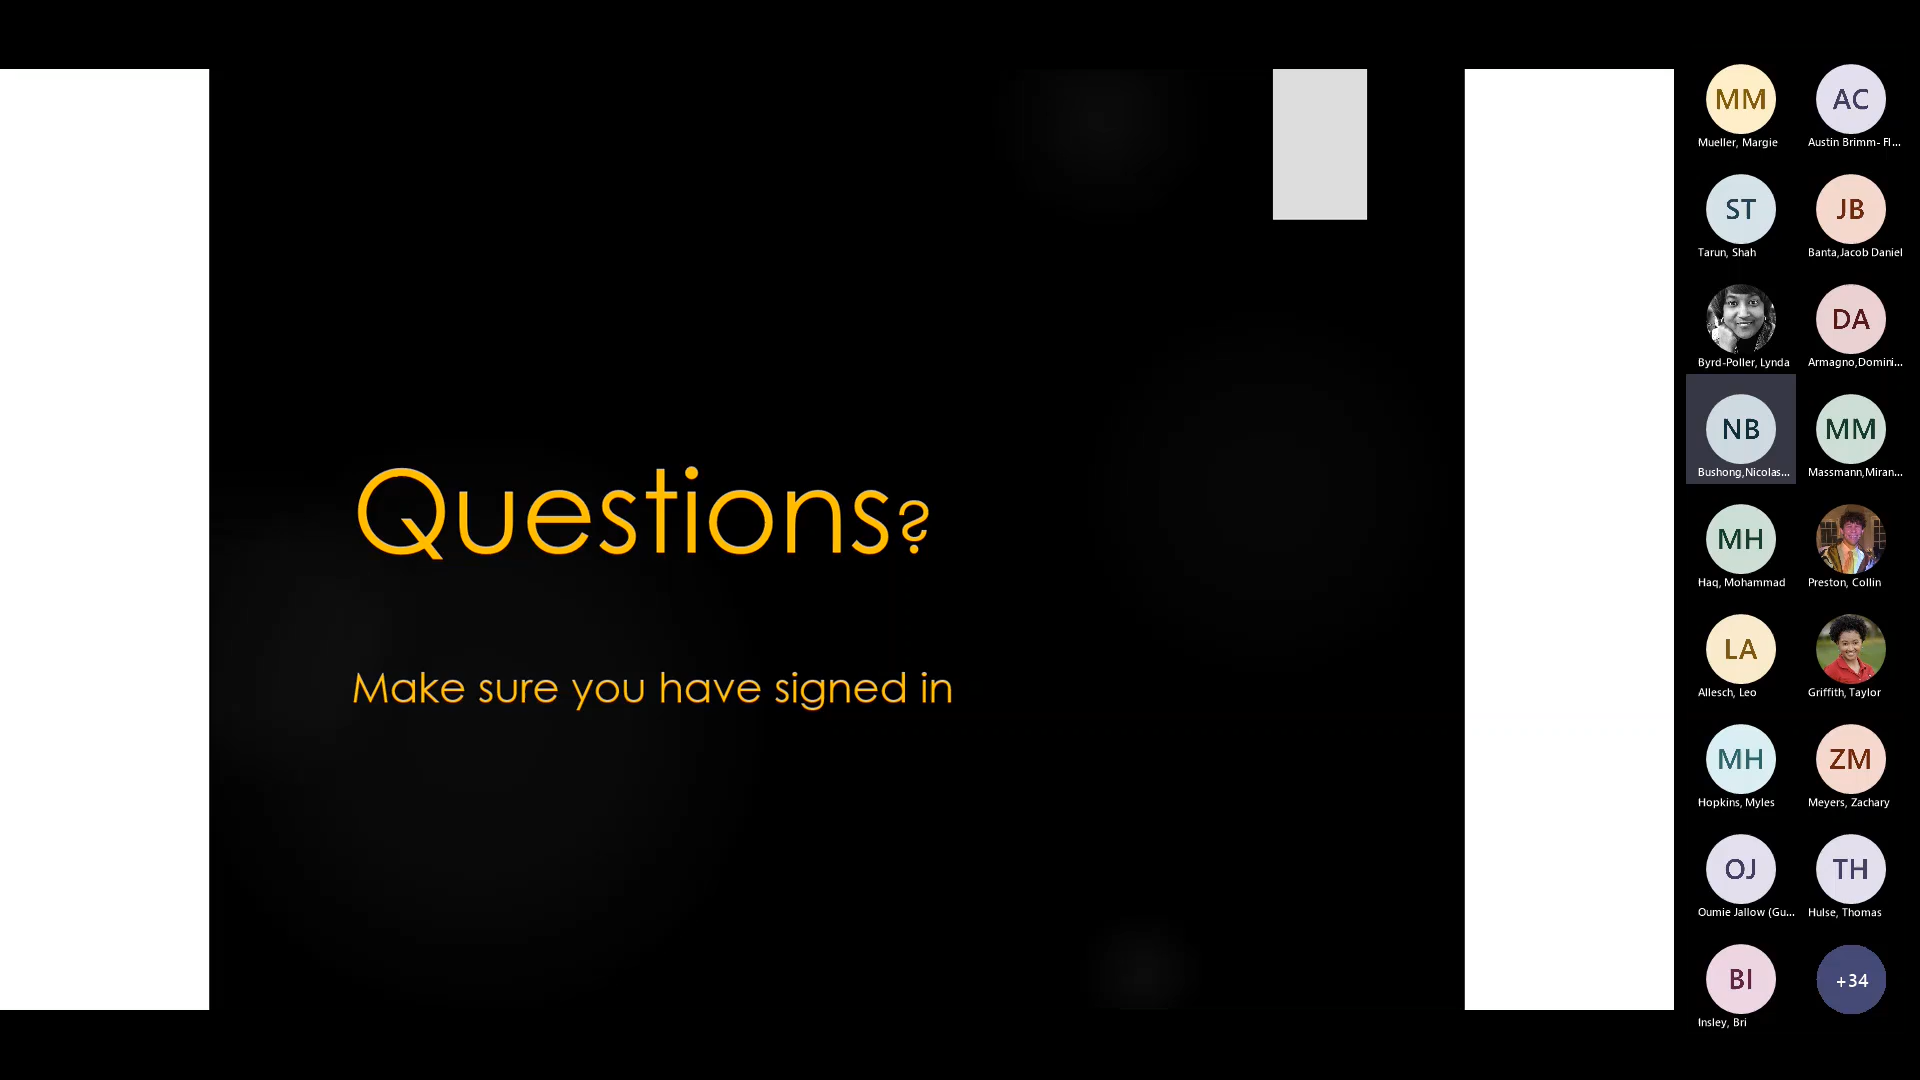 Questions?
Make sure you have signed in
MM
Mueller, Margie
AC
Austin Brimm- Fl...
ST
Tarun, Shah
JB
Banta,Jacob Daniel
Byrd-Poller, Lynda
DA
Armagno,Domini...
NB
Bushong,Nicolas...
MM
Massmann,Miran...
MH
Haq, Mohammad
Preston, Collin
LA
Allesch, Leo
Griffith, Taylor
MH
Hopkins, Myles
ZM
Meyers, Zachary
OJ
Oumie Jallow (Gu...
TH
Hulse, Thomas
BI
Insley, Bri
+34